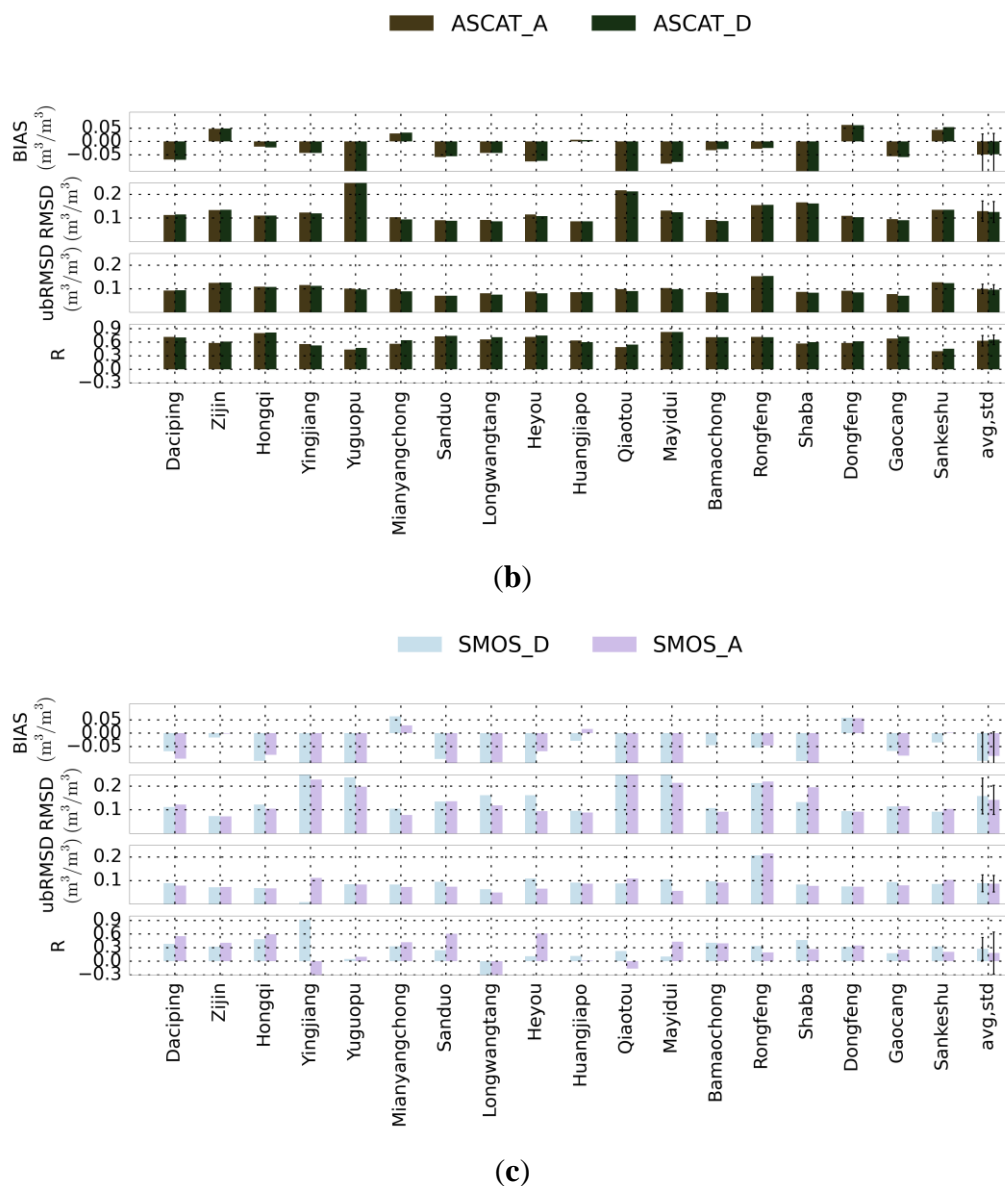 ASCAT_A ASCAT_D
BIAS
(m³/m³)
0.05
0.00
−0.05
RMSD
(m³/m³)
0.2
0.1
ubRMSD
(m³/m³)
0.2
0.1
R
0.9
0.6
0.3
0.0
−0.3
Daciping
Zijin
Hongqi
Yingjiang
Yuguopu
Mianyangchong
Sanduo
Longwangtang
Heyou
Huangjiapo
Qiaotou
Mayidui
Bamaochong
Rongfeng
Shaba
Dongfeng
Gaocang
Sankeshu
avg,std
(b)
SMOS_D SMOS_A
BIAS
(m³/m³)
0.05
0.00
−0.05
RMSD
(m³/m³)
0.2
0.1
ubRMSD
(m³/m³)
0.2
0.1
R
0.9
0.6
0.3
0.0
−0.3
Daciping
Zijin
Hongqi
Yingjiang
Yuguopu
Mianyangchong
Sanduo
Longwangtang
Heyou
Huangjiapo
Qiaotou
Mayidui
Bamaochong
Rongfeng
Shaba
Dongfeng
Gaocang
Sankeshu
avg,std
(c)